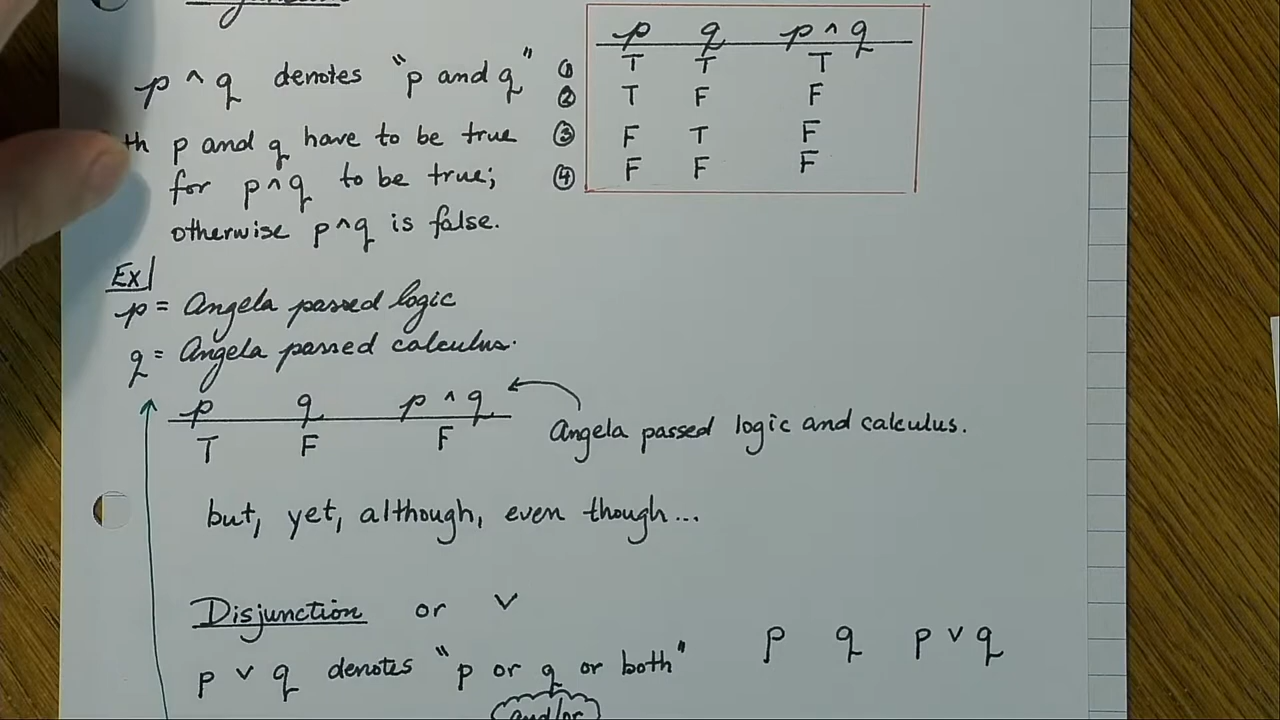 p ∧ q denotes "p and q"
p and q have to be true
for p∧q to be true;
otherwise p∧q is false.
p q p ∧ q
① T T T
② T F F
③ F T F
④ F F F
Ex
p = Angela passed logic
q = Angela passed calculus.
p q p ∧ q
T F F
Angela passed logic and calculus.
but, yet, although, even though...
Disjunction or ∨
p ∨ q denotes "p or q or both"
and/or
p q p ∨ q